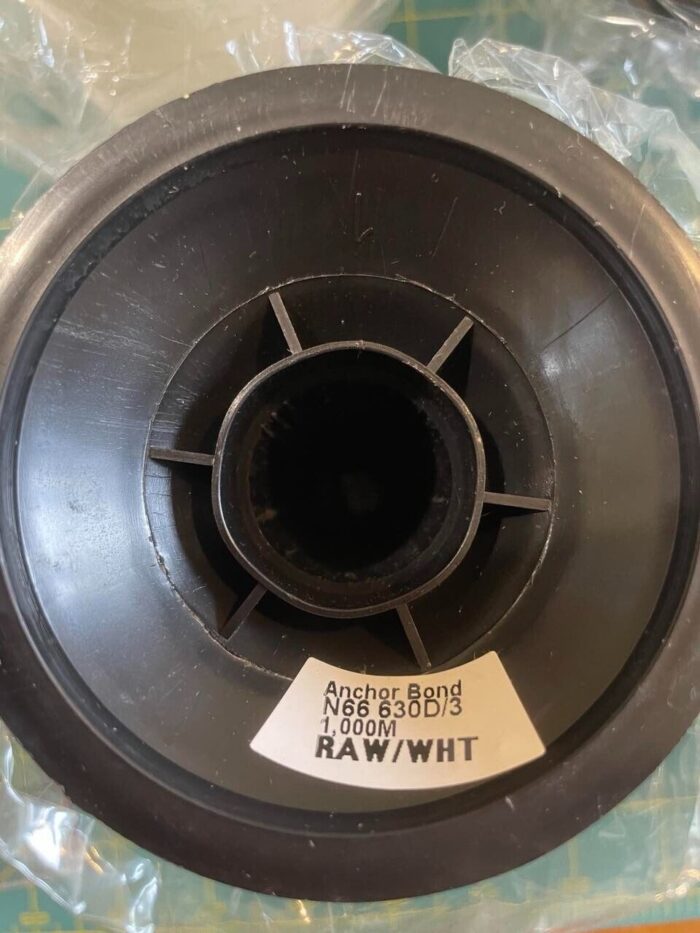 Anchor Bond
N66 630D/3
1,000M
RAW/WHT